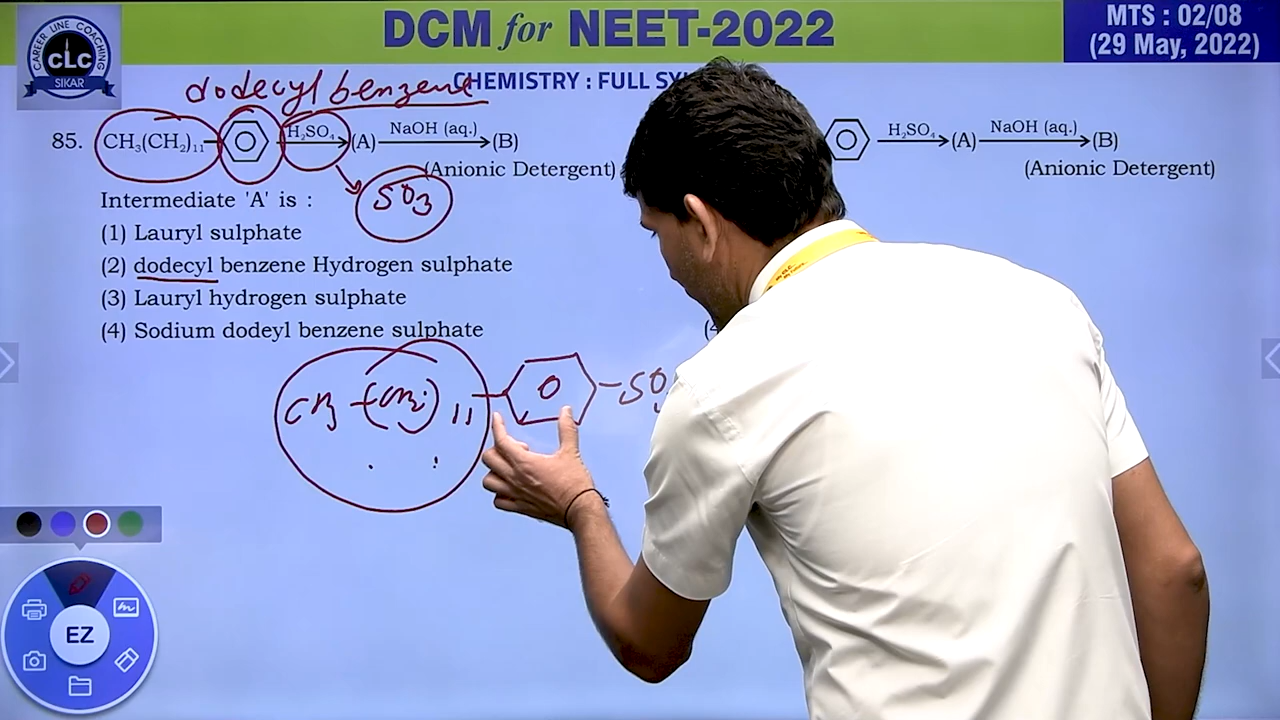 CAREER LINE COACHING
CLC
SIKAR
DCM for NEET-2022
MTS : 02/08
(29 May, 2022)
CHEMISTRY : FULL SY
dodecyl benzene
85. CH₃(CH₂)₁₁ H₂SO₄ (A) NaOH (aq.) (B)
(Anionic Detergent)
SO₃
Intermediate 'A' is :
(1) Lauryl sulphate
(2) dodecyl benzene Hydrogen sulphate
(3) Lauryl hydrogen sulphate
(4) Sodium dodeyl benzene sulphate
H₂SO₄ (A) NaOH (aq.) (B)
(Anionic Detergent)
(4
CH₃-(CH₂)₁₁ -SO₃
EZ